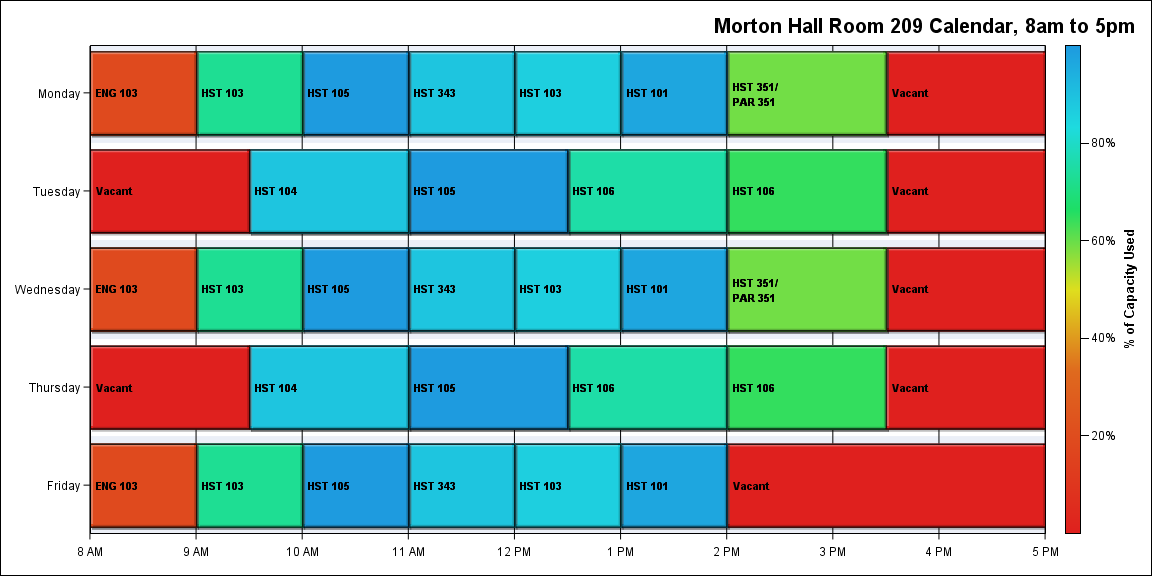 Morton Hall Room 209 Calendar, 8am to 5pm
Monday
ENG 103
HST 103
HST 105
HST 343
HST 103
HST 101
HST 351/
PAR 351
Vacant
Tuesday
Vacant
HST 104
HST 105
HST 106
HST 106
Vacant
Wednesday
ENG 103
HST 103
HST 105
HST 343
HST 103
HST 101
HST 351/
PAR 351
Vacant
Thursday
Vacant
HST 104
HST 105
HST 106
HST 106
Vacant
Friday
ENG 103
HST 103
HST 105
HST 343
HST 103
HST 101
Vacant
8 AM
9 AM
10 AM
11 AM
12 PM
1 PM
2 PM
3 PM
4 PM
5 PM
80%
60%
40%
20%
% of Capacity Used